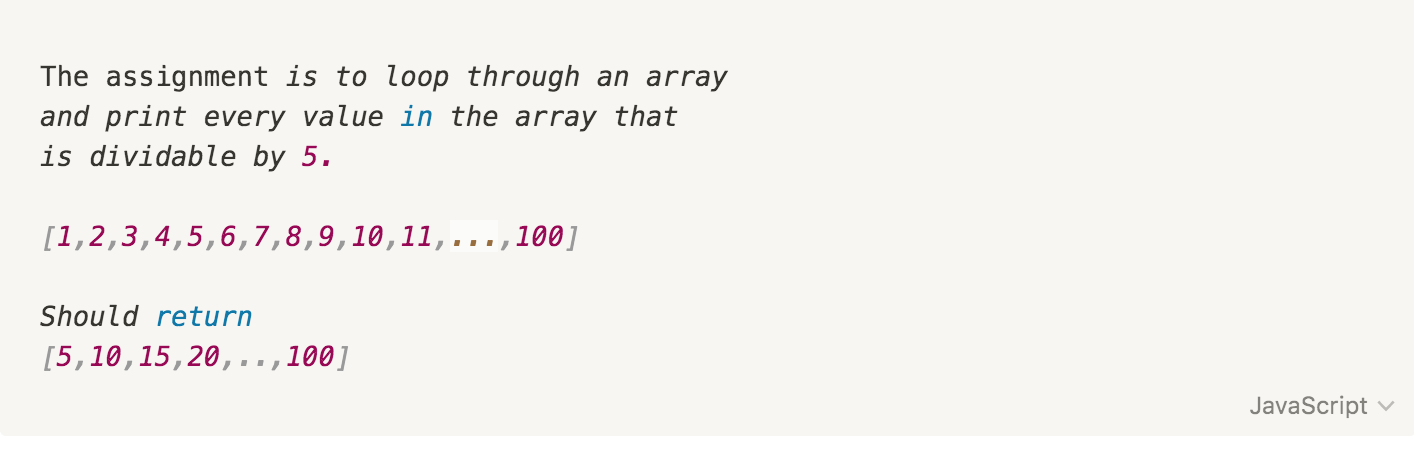 The assignment is to loop through an array
and print every value in the array that
is dividable by 5.
[1,2,3,4,5,6,7,8,9,10,11,...,100]
Should return
[5,10,15,20,..,100]
JavaScript